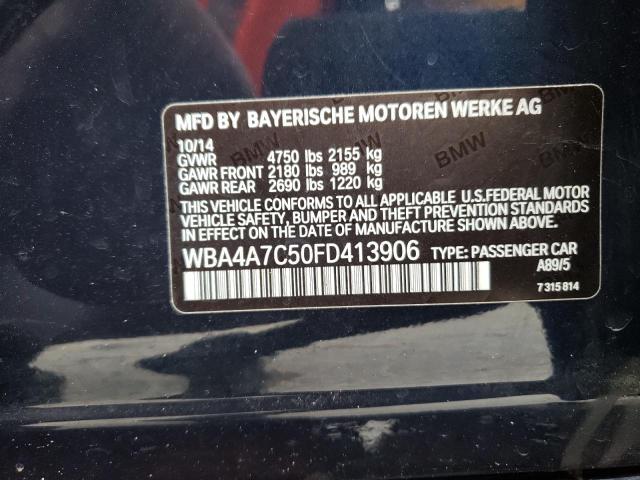 MFD BY BAYERISCHE MOTOREN WERKE AG
10/14
GVWR 4750 lbs 2155 kg
GAWR FRONT 2180 lbs 989 kg
GAWR REAR 2690 lbs 1220 kg
THIS VEHICLE CONFORMS TO ALL APPLICABLE U.S.FEDERAL MOTOR
VEHICLE SAFETY, BUMPER AND THEFT PREVENTION STANDARDS
IN EFFECT ON THE DATE OF MANUFACTURE SHOWN ABOVE.
WBA4A7C50FD413906 TYPE: PASSENGER CAR
A89/5
7315814